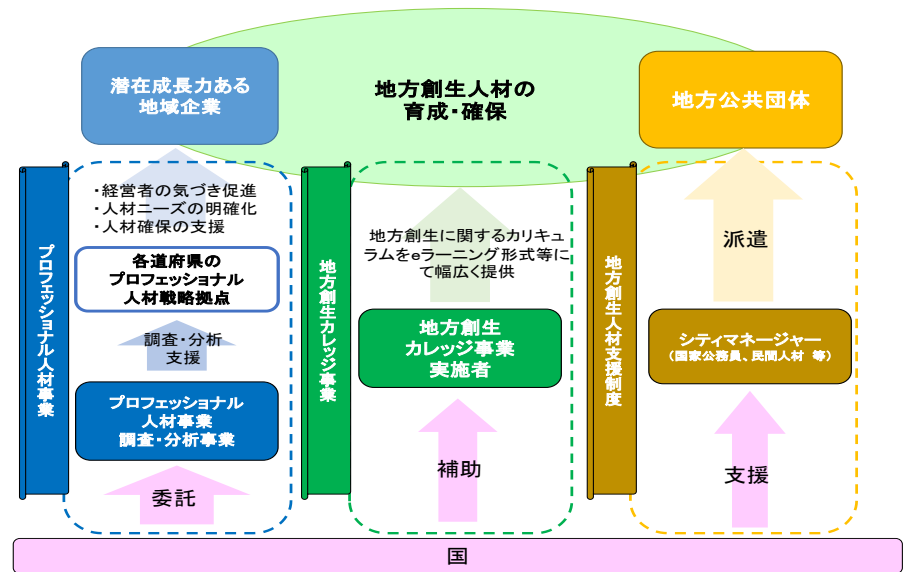 潜在成長力ある
地域企業
地方創生人材の
育成・確保
地方公共団体
プロフェッショナル人材事業
・経営者の気づき促進
・人材ニーズの明確化
・人材確保の支援
各道府県の
プロフェッショナル
人材戦略拠点
調査・分析
支援
プロフェッショナル
人材事業
調査・分析事業
委託
地方創生カレッジ事業
地方創生に関するカリキュ
ラムをeラーニング形式等に
て幅広く提供
地方創生
カレッジ事業
実施者
補助
地方創生人材支援制度
派遣
シティマネージャー
（国家公務員、民間人材 等）
支援
国